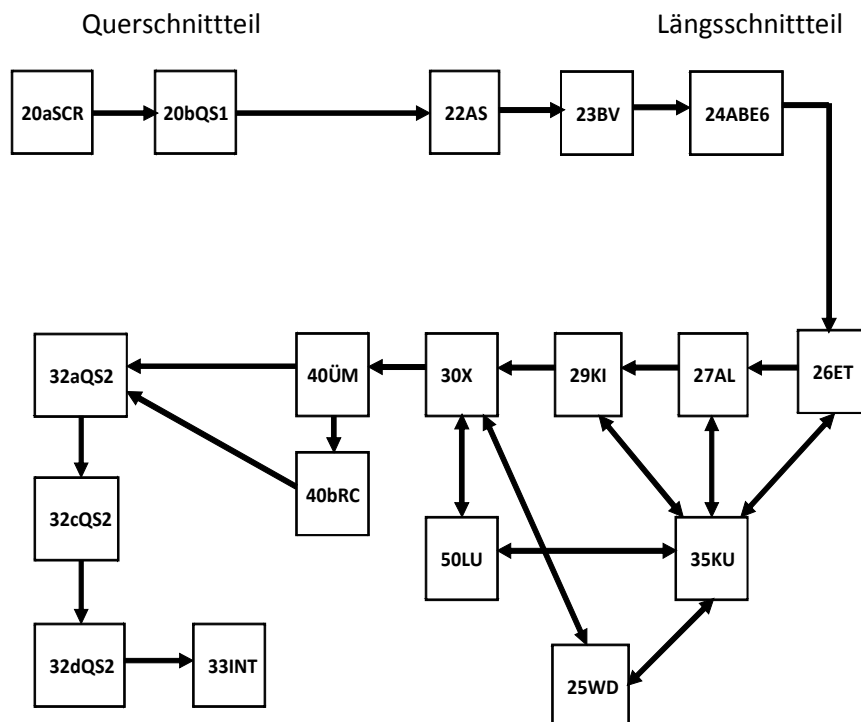 Querschnittteil
Längsschnittteil
20aSCR
20bQS1
22AS
23BV
24ABE6
32aQS2
40ÜM
30X
29KI
27AL
26ET
40bRC
32cQS2
50LU
35KU
32dQS2
33INT
25WD